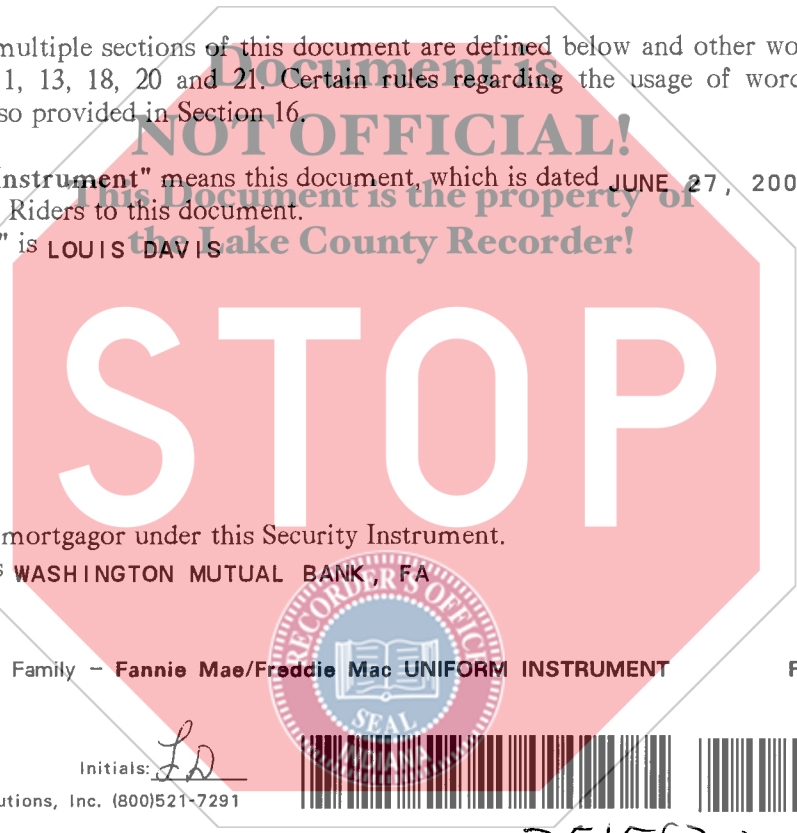 multiple sections of this document are defined below and other wo
1, 13, 18, 20 and 21. Certain rules regarding the usage of word
so provided in Section 16.
Document is
NOT OFFICIAL!
This Document is the property of
the Lake County Recorder!
Instrument" means this document, which is dated JUNE 27, 200
Riders to this document.
" is LOUIS DAVIS
STOP
mortgagor under this Security Instrument.
s WASHINGTON MUTUAL BANK, FA
RECORDER'S OFFICE
SEAL
INDIANA
Family – Fannie Mae/Freddie Mac UNIFORM INSTRUMENT F
Initials: LD
utions, Inc. (800)521-7291